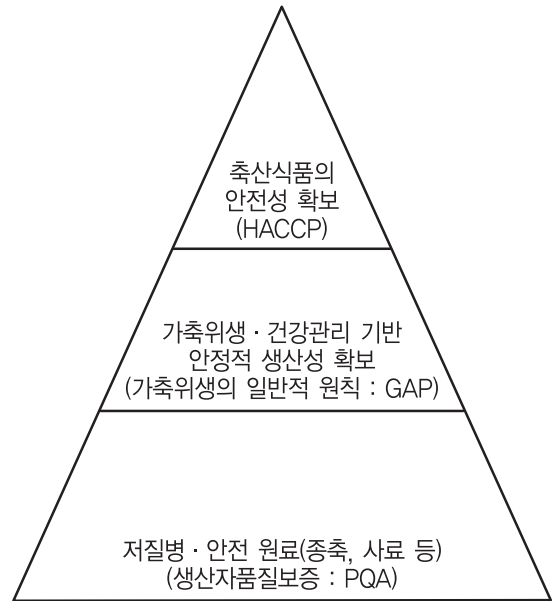 축산식품의
안전성 확보
(HACCP)
가축위생 · 건강관리 기반
안정적 생산성 확보
(가축위생의 일반적 원칙 : GAP)
저질병 · 안전 원료(종축, 사료 등)
(생산자품질보증 : PQA)